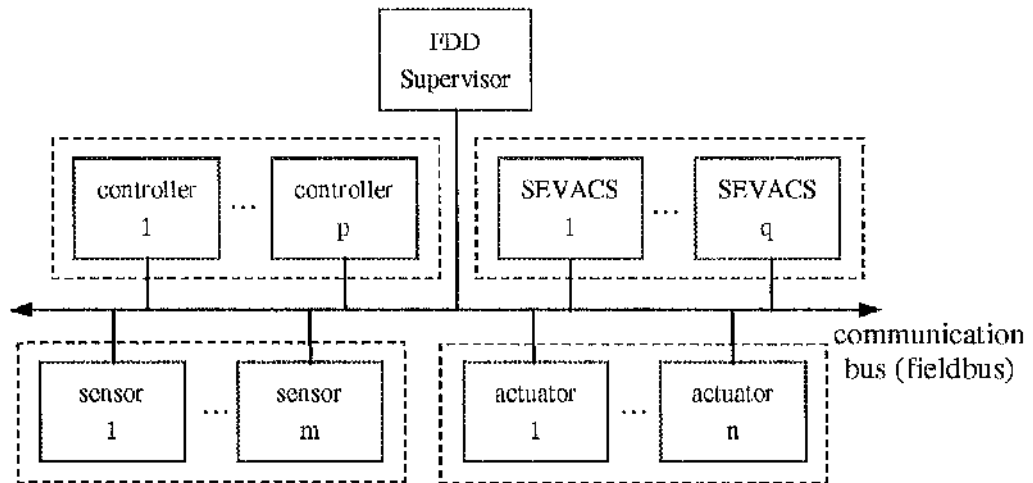 FDD
Supervisor
controller
1
...
controller
p
SEVACS
1
...
SEVACS
q
communication
bus (fieldbus)
sensor
1
...
sensor
m
actuator
1
...
actuator
n